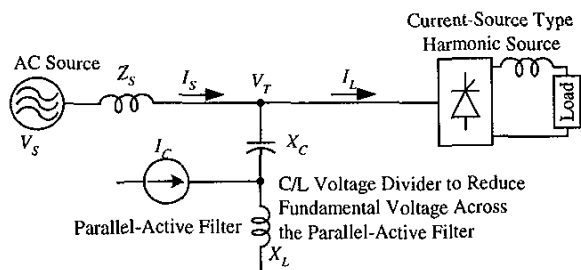 Current-Source Type
Harmonic Source
AC Source
Z_S
I_S
V_T
I_L
Load
V_S
I_C
X_C
C/L Voltage Divider to Reduce
Fundamental Voltage Across
the Parallel-Active Filter
Parallel-Active Filter
X_L